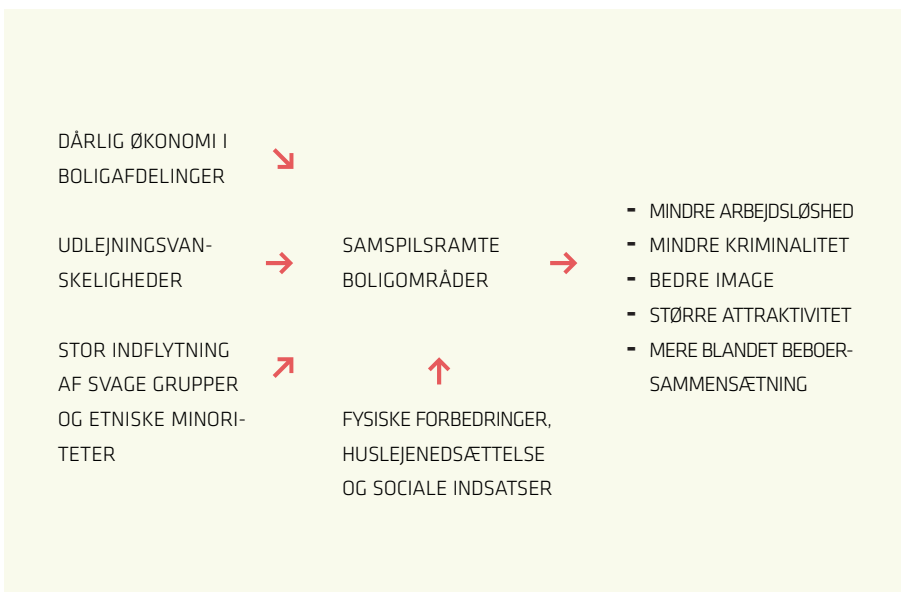 DÅRLIG ØKONOMI I
BOLIGAFDELINGER
UDLEJNINGSVAN-
SKELIGHEDER
STOR INDFLYTNING
AF SVAGE GRUPPER
OG ETNISKE MINORI-
TETER
SAMSPILSRAMTE
BOLIGOMRÅDER
FYSISKE FORBEDRINGER,
HUSLEJENEDSÆTTELSE
OG SOCIALE INDSATSER
- MINDRE ARBEJDSLØSHED
- MINDRE KRIMINALITET
- BEDRE IMAGE
- STØRRE ATTRAKTIVITET
- MERE BLANDET BEBOER-
SAMMENSÆTNING